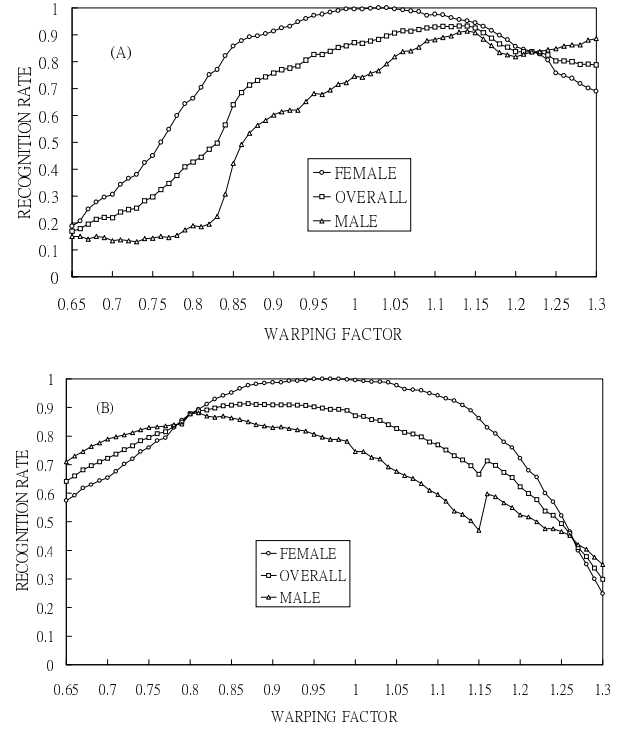 1
0.9
0.8
0.7
0.6
0.5
0.4
0.3
0.2
0.1
0
RECOGNITION RATE
(A)
FEMALE
OVERALL
MALE
0.65 0.7 0.75 0.8 0.85 0.9 0.95 1 1.05 1.1 1.15 1.2 1.25 1.3
WARPING FACTOR
1
0.9
0.8
0.7
0.6
0.5
0.4
0.3
0.2
0.1
0
RECOGNITION RATE
(B)
FEMALE
OVERALL
MALE
0.65 0.7 0.75 0.8 0.85 0.9 0.95 1 1.05 1.1 1.15 1.2 1.25 1.3
WARPING FACTOR